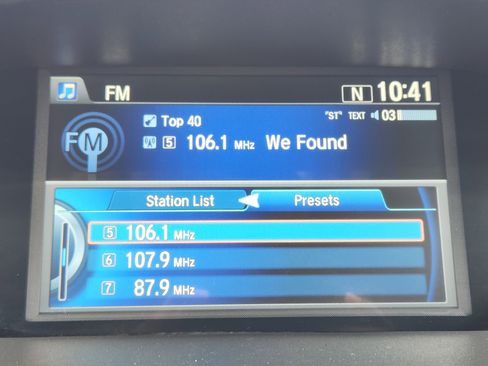 FM N 10:41
Top 40 "ST" TEXT 03
FM 5 106.1 MHz We Found
Station List Presets
5 106.1 MHz
6 107.9 MHz
7 87.9 MHz